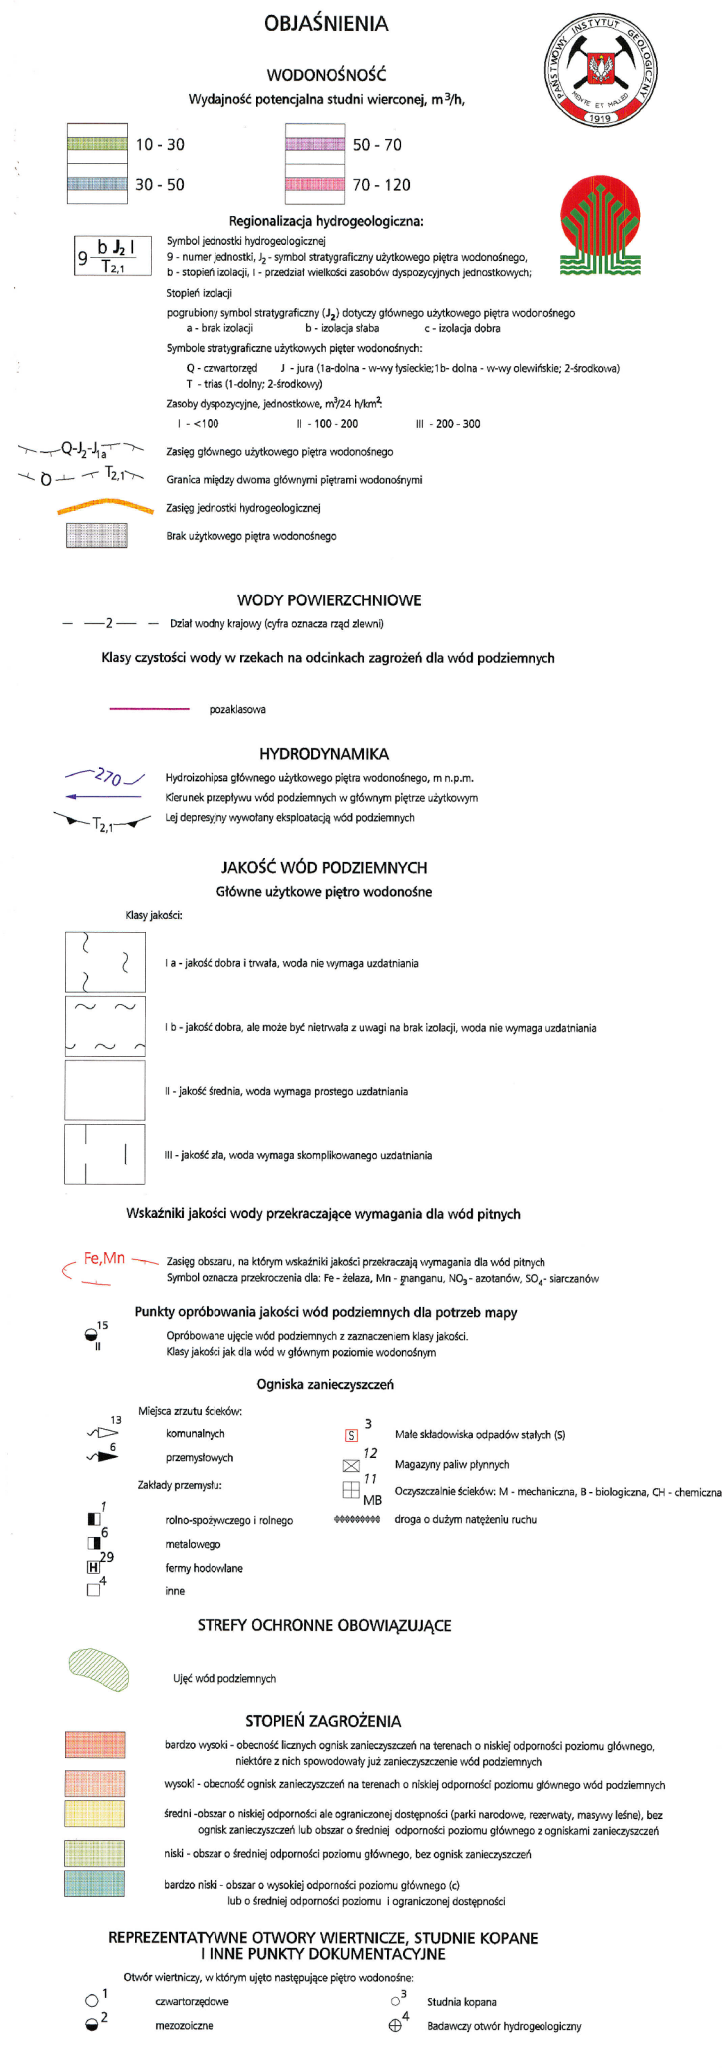 OBJAŚNIENIA
PAŃSTWOWY INSTYTUT GEOLOGICZNY
MENTE ET MALLEO
1919
WODONOŚNOŚĆ
Wydajność potencjalna studni wierconej, m³/h,
10 - 30
50 - 70
30 - 50
70 - 120
Regionalizacja hydrogeologiczna:
9 b J₂ I
T₂,₁
Symbol jednostki hydrogeologicznej
9 - numer jednostki, J₂ - symbol stratygraficzny użytkowego piętra wodonośnego,
b - stopień izolacji, I - przedział wielkości zasobów dyspozycyjnych jednostkowych;
Stopień izolacji
pogrubiony symbol stratygraficzny (J₂) dotyczy głównego użytkowego piętra wodonośnego
a - brak izolacji b - izolacja słaba c - izolacja dobra
Symbole stratygraficzne użytkowych pięter wodonośnych:
Q - czwartorzęd J - jura (1a-dolna - w-wy łysieckie;1b- dolna - w-wy olewińskie; 2-środkowa)
T - trias (1-dolny; 2-środkowy)
Zasoby dyspozycyjne, jednostkowe, m³/24 h/km²:
I - <100 II - 100 - 200 III - 200 - 300
Q-J₂-J₁ₐ
Zasięg głównego użytkowego piętra wodonośnego
Q T₂,₁
Granica między dwoma głównymi piętrami wodonośnymi
Zasięg jednostki hydrogeologicznej
Brak użytkowego piętra wodonośnego
WODY POWIERZCHNIOWE
2
Dział wodny krajowy (cyfra oznacza rząd zlewni)
Klasy czystości wody w rzekach na odcinkach zagrożeń dla wód podziemnych
pozaklasowa
HYDRODYNAMIKA
270
Hydroizohipsa głównego użytkowego piętra wodonośnego, m n.p.m.
Kierunek przepływu wód podziemnych w głównym piętrze użytkowym
T₂,₁
Lej depresyjny wywołany eksploatacją wód podziemnych
JAKOŚĆ WÓD PODZIEMNYCH
Główne użytkowe piętro wodonośne
Klasy jakości:
I a - jakość dobra i trwała, woda nie wymaga uzdatniania
I b - jakość dobra, ale może być nietrwała z uwagi na brak izolacji, woda nie wymaga uzdatniania
II - jakość średnia, woda wymaga prostego uzdatniania
III - jakość zła, woda wymaga skomplikowanego uzdatniania
Wskaźniki jakości wody przekraczające wymagania dla wód pitnych
Fe,Mn
Zasięg obszaru, na którym wskaźniki jakości przekraczają wymagania dla wód pitnych
Symbol oznacza przekroczenia dla: Fe - żelaza, Mn - manganu, NO₃ - azotanów, SO₄- siarczanów
Punkty opróbowania jakości wód podziemnych dla potrzeb mapy
15
II
Opróbowane ujęcie wód podziemnych z zaznaczeniem klasy jakości.
Klasy jakości jak dla wód w głównym poziomie wodonośnym
Ogniska zanieczyszczeń
Miejsca zrzutu ścieków:
13
komunalnych
6
przemysłowych
Zakłady przemysłu:
1
rolno-spożywczego i rolnego
6
metalowego
H 29
fermy hodowlane
4
inne
S 3
Małe składowiska odpadów stałych (S)
12
Magazyny paliw płynnych
11
MB
Oczyszczalnie ścieków: M - mechaniczna, B - biologiczna, CH - chemiczna
droga o dużym natężeniu ruchu
STREFY OCHRONNE OBOWIĄZUJĄCE
Ujęć wód podziemnych
STOPIEŃ ZAGROŻENIA
bardzo wysoki - obecność licznych ognisk zanieczyszczeń na terenach o niskiej odporności poziomu głównego,
niektóre z nich spowodowały już zanieczyszczenie wód podziemnych
wysoki - obecność ognisk zanieczyszczeń na terenach o niskiej odporności poziomu głównego wód podziemnych
średni -obszar o niskiej odporności ale ograniczonej dostępności (parki narodowe, rezerwaty, masywy leśne), bez
ognisk zanieczyszczeń lub obszar o średniej odporności poziomu głównego z ogniskami zanieczyszczeń
niski - obszar o średniej odporności poziomu głównego, bez ognisk zanieczyszczeń
bardzo niski - obszar o wysokiej odporności poziomu głównego (c)
lub o średniej odporności poziomu i ograniczonej dostępności
REPREZENTATYWNE OTWORY WIERTNICZE, STUDNIE KOPANE
I INNE PUNKTY DOKUMENTACYJNE
Otwór wiertniczy, w którym ujęto następujące piętro wodonośne:
1
czwartorzędowe
2
mezozoiczne
3
Studnia kopana
4
Badawczy otwór hydrogeologiczny